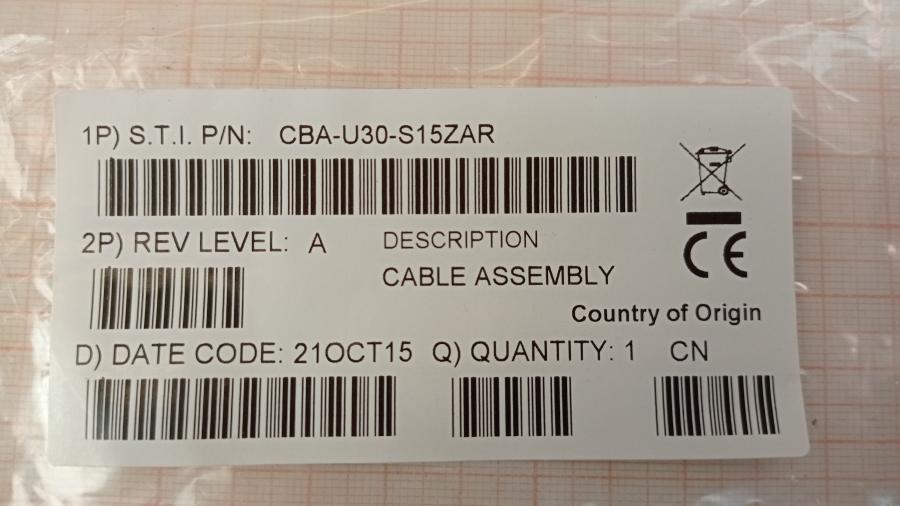 1P) S.T.I. P/N: CBA-U30-S15ZAR
2P) REV LEVEL: A DESCRIPTION
CABLE ASSEMBLY
CE
Country of Origin
D) DATE CODE: 21OCT15 Q) QUANTITY: 1 CN